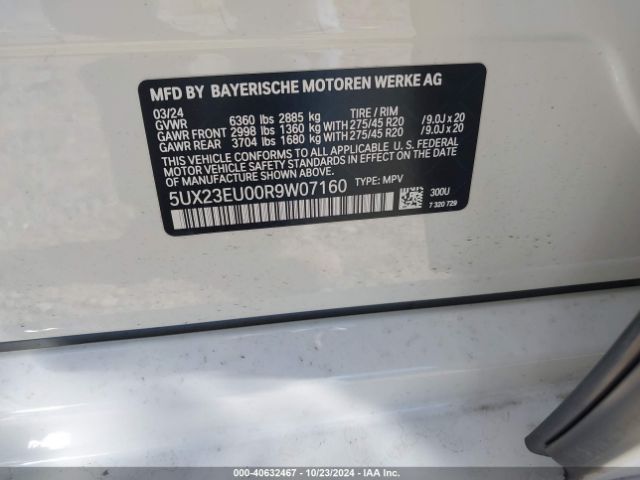 MFD BY BAYERISCHE MOTOREN WERKE AG
03/24
GVWR 6360 lbs 2885 kg TIRE / RIM
GAWR FRONT 2998 lbs 1360 kg WITH 275/45 R20 / 9.0J x 20
GAWR REAR 3704 lbs 1680 kg WITH 275/45 R20 / 9.0J x 20
THIS VEHICLE CONFORMS TO ALL APPLICABLE U. S. FEDERAL
MOTOR VEHICLE SAFETY STANDARDS IN EFFECT ON THE
DATE OF MANUFACTURE SHOWN ABOVE.
5UX23EU00R9W07160 TYPE: MPV
300U
7 320 729
000-40632467 - 10/23/2024 - IAA Inc.